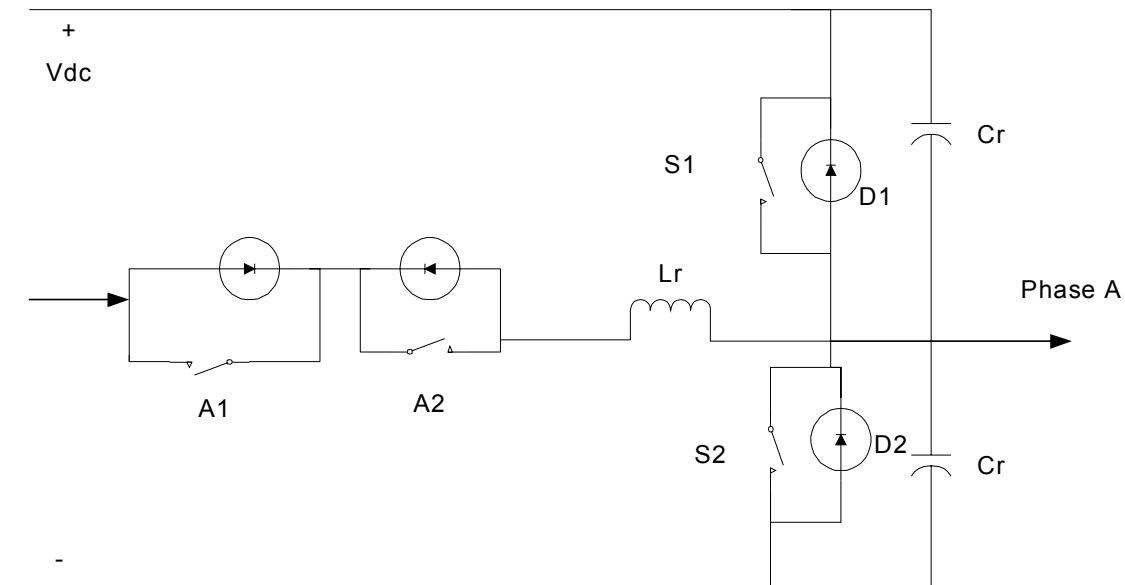 +
Vdc
Cr
S1
D1
Lr
Phase A
A1
A2
S2
D2
Cr
-